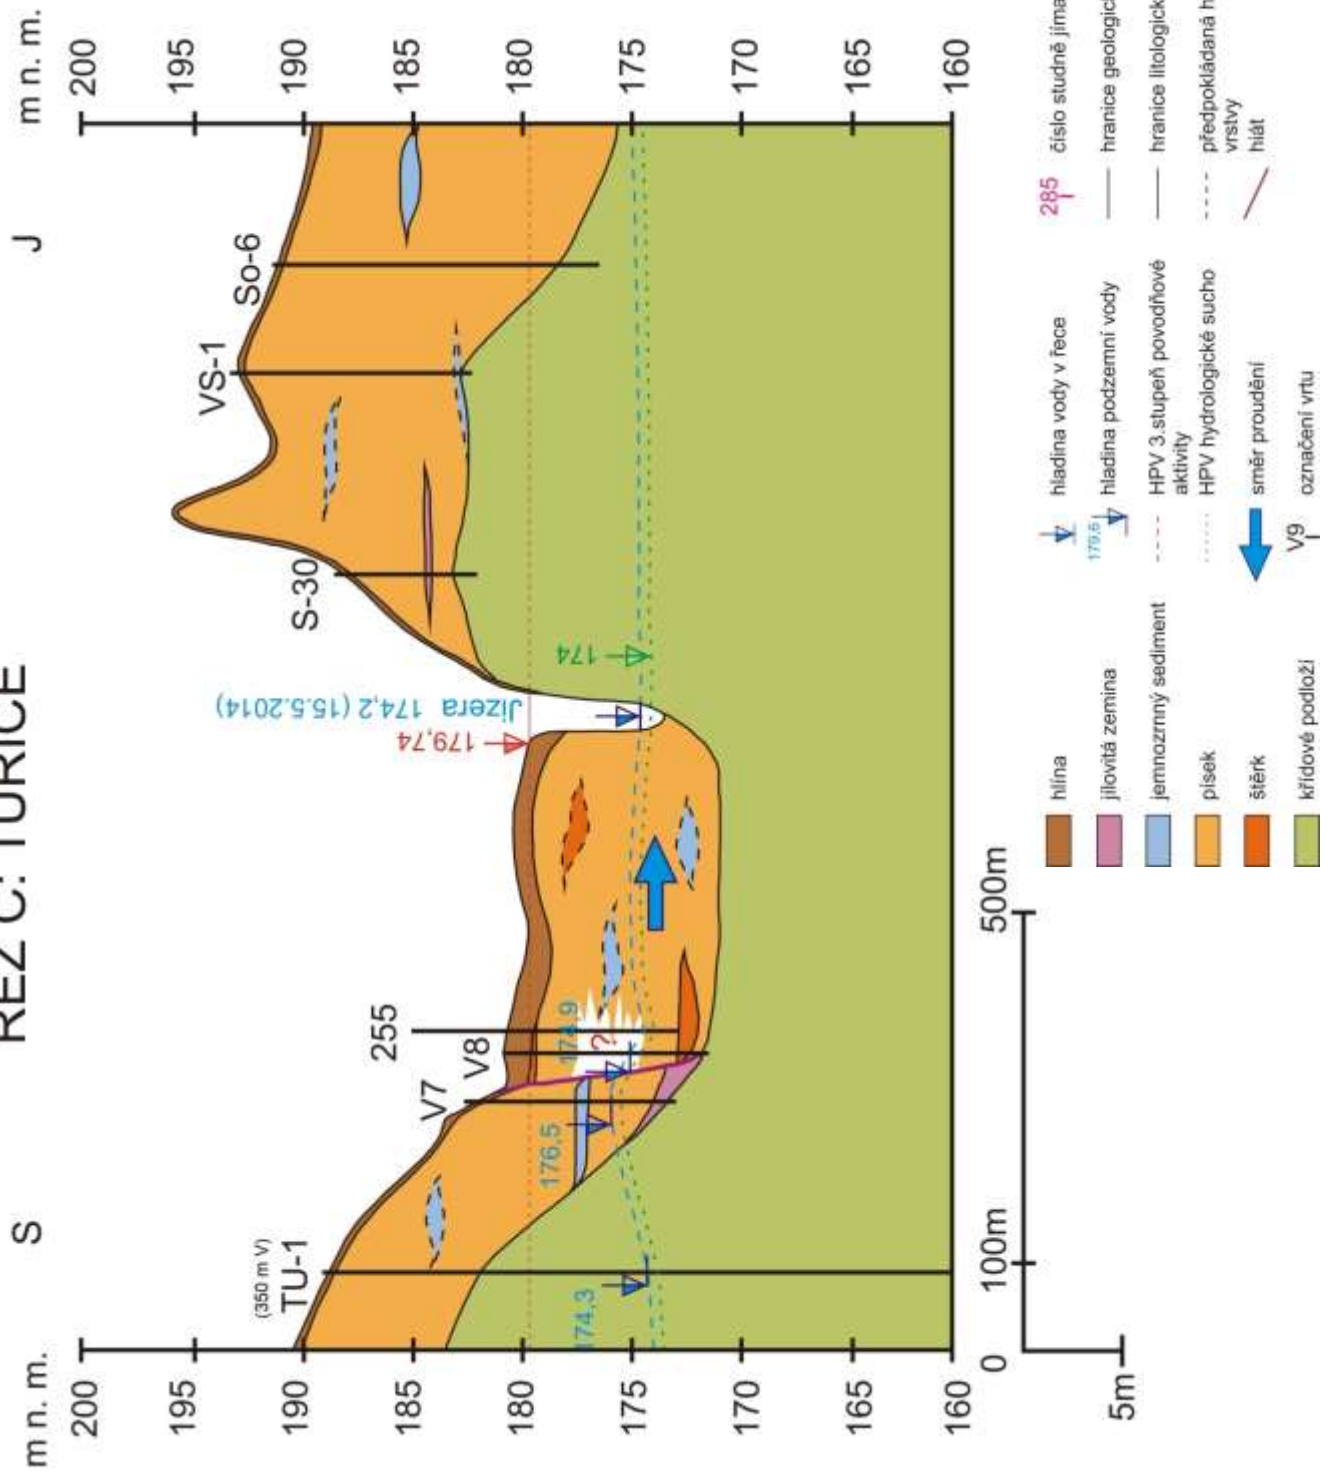 ŘEZ C: TUŘICE
S
J
m n. m.
m n. m.
200
195
190
185
180
175
170
165
160
200
195
190
185
180
175
170
165
160
(350 m V)
TU-1
V7
V8
255
S-30
VS-1
So-6
174,3
176,5
174,9
?
179,74
Jizera 174,2 (15.5.2014)
174
0
100m
500m
5m
hlína
jílovitá zemina
jemnozrnný sediment
písek
štěrk
křídové podloží
hladina vody v řece
179,6
hladina podzemní vody
HPV 3.stupeň povodňové
aktivity
HPV hydrologické sucho
směr proudění
V9
označení vrtu
285
číslo studně
hranice
hranice
předpokládaná
vrstvy
hiát